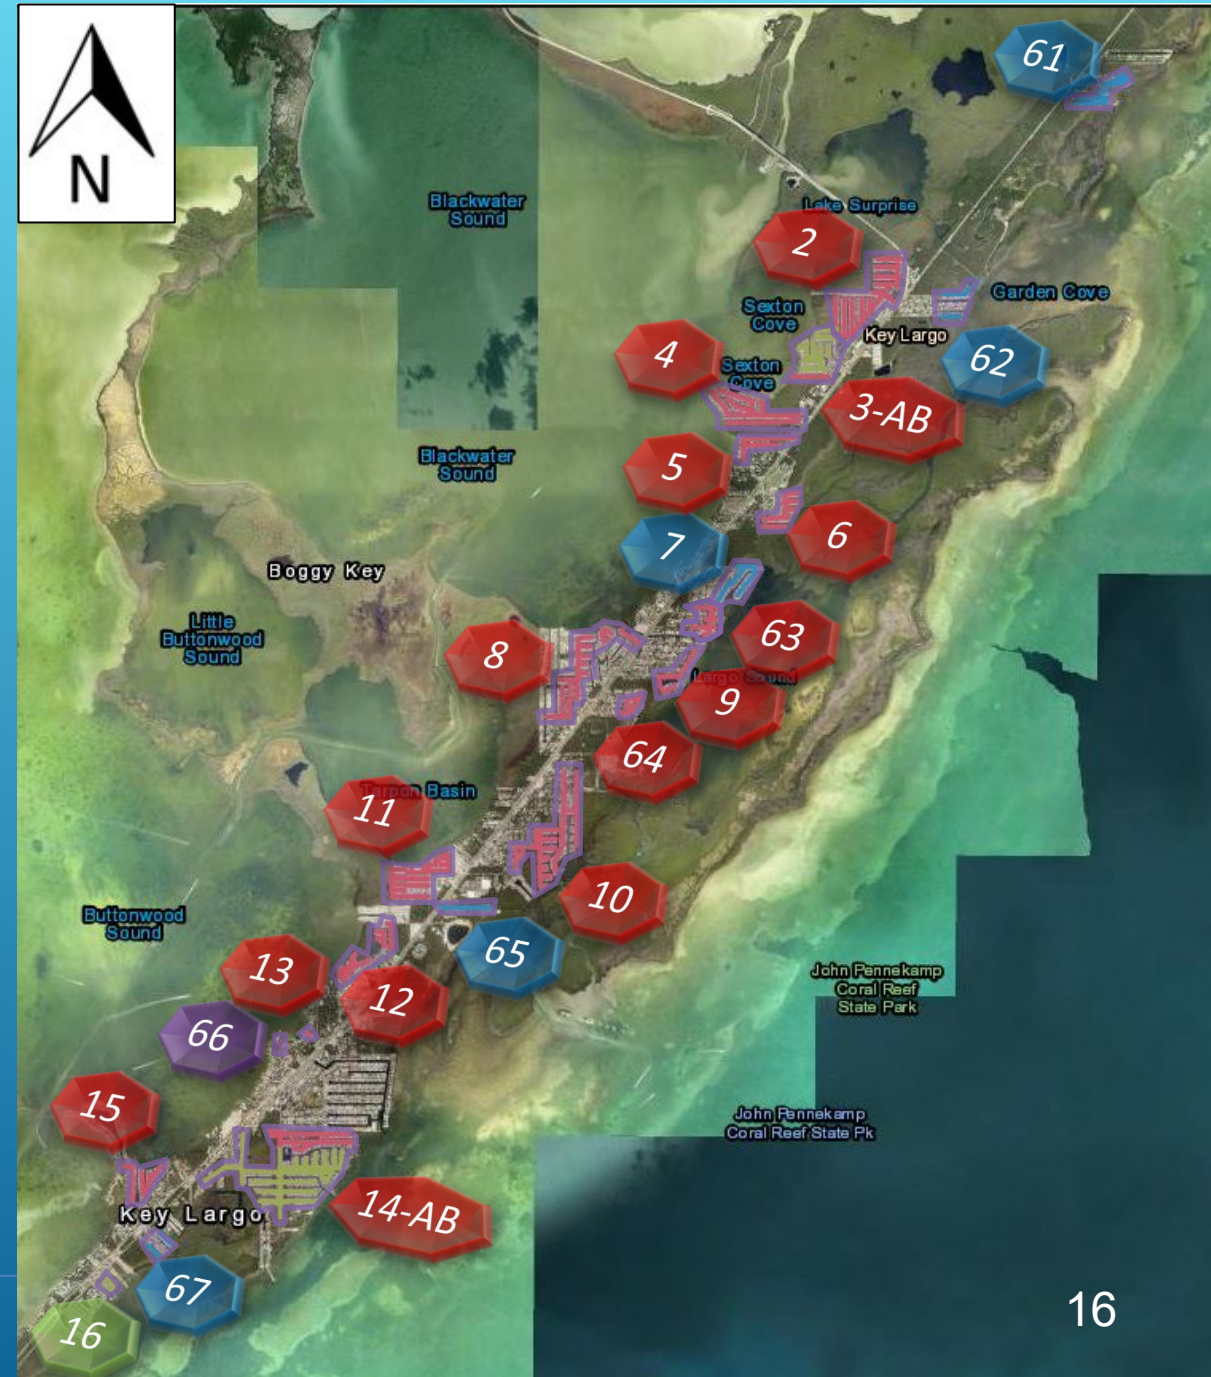 N
61
Blackwater
Sound
Lake Surprise
2
Garden Cove
Sexton
Cove
Key Largo
4
62
Sexton
Cove
3-AB
Blackwater
Sound
5
6
7
Boggy Key
Little
Buttonwood
Sound
63
8
Largo Sound
9
64
Tarpon Basin
11
10
Buttonwood
Sound
65
13
John Pennekamp
Coral Reef
State Park
12
66
15
John Pennekamp
Coral Reef State Pk
Key Largo
14-AB
67
16
16